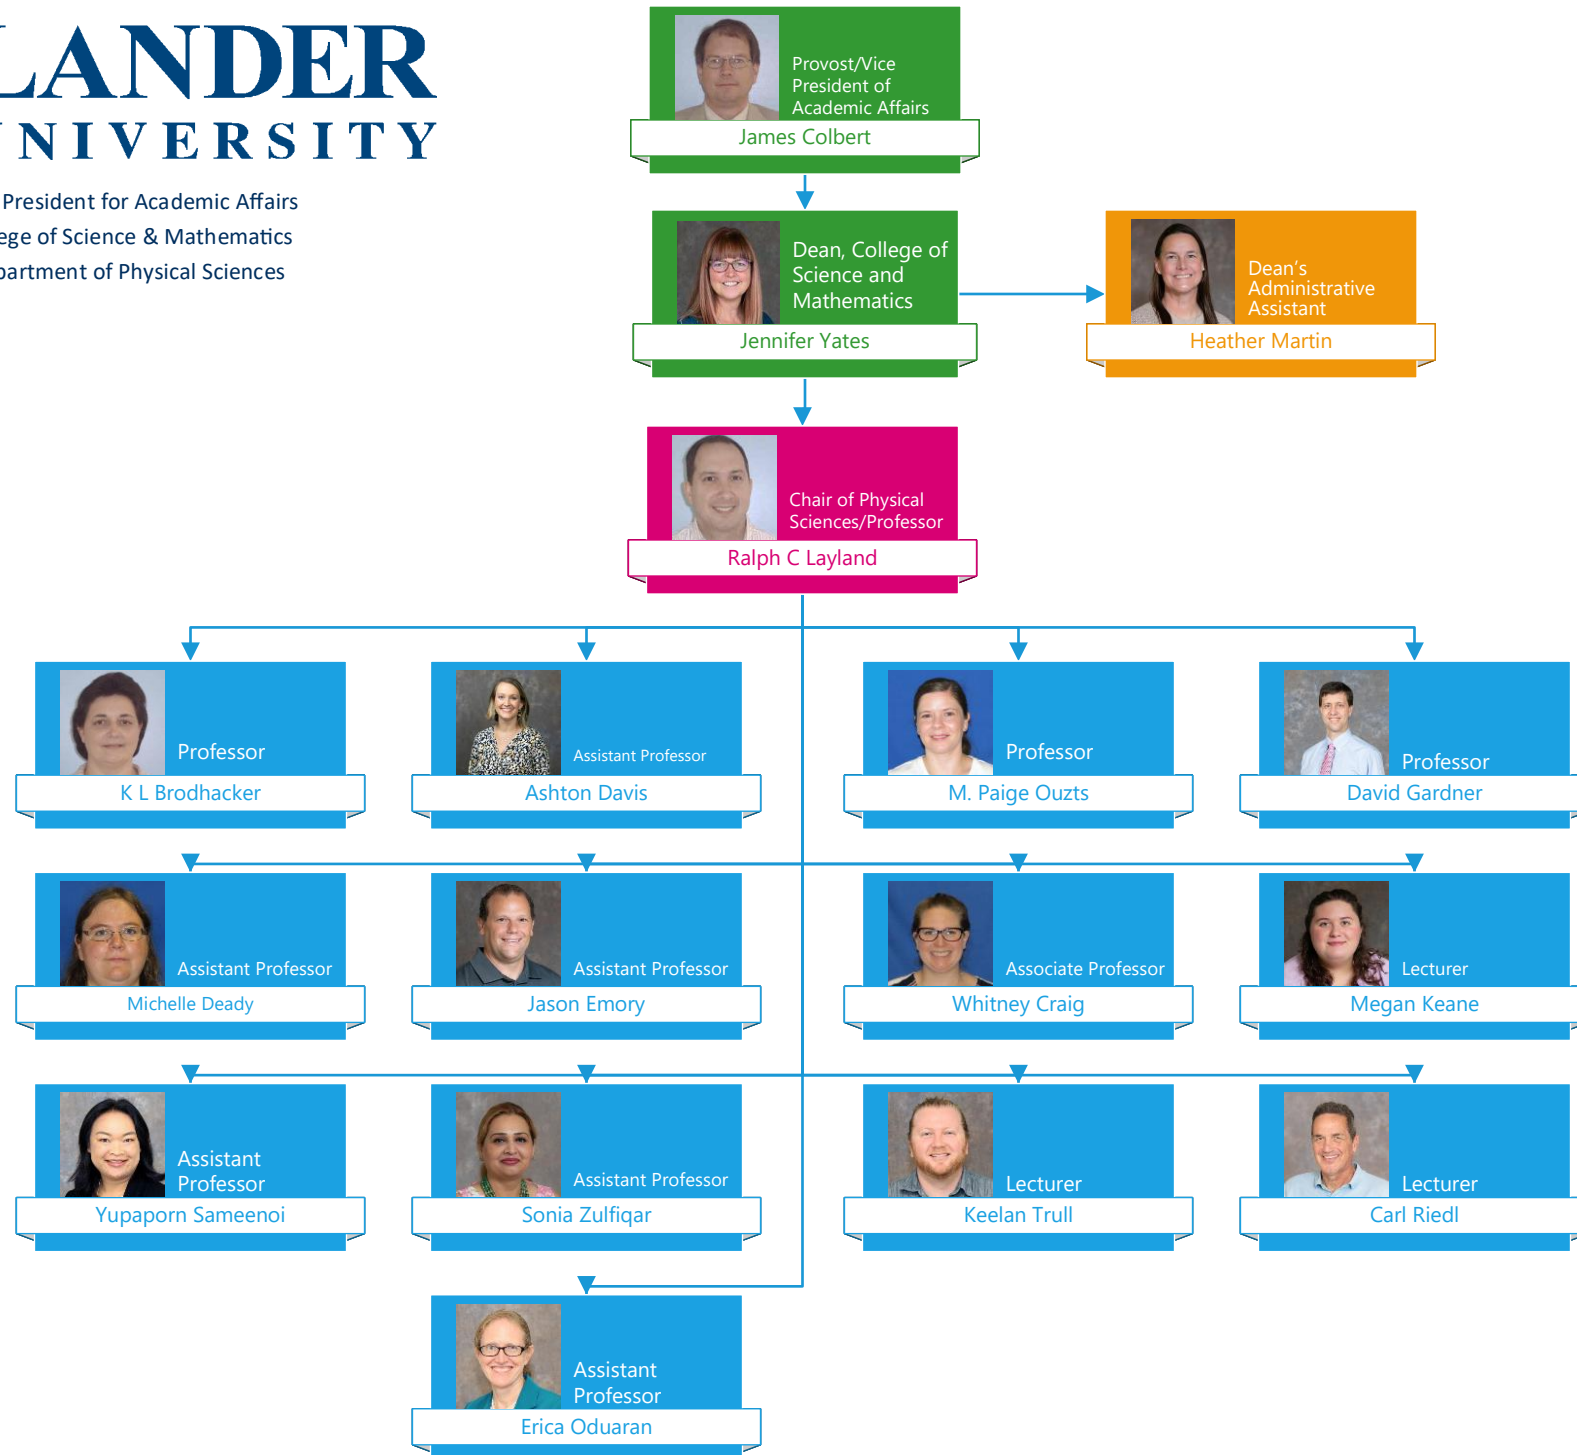 LANDER
NIVERSITY
President for Academic Affairs
ege of Science & Mathematics
partment of Physical Sciences
Provost/Vice
President of
Academic Affairs
James Colbert
Dean, College of
Science and
Mathematics
Jennifer Yates
Dean’s
Administrative
Assistant
Heather Martin
Chair of Physical
Sciences/Professor
Ralph C Layland
Professor
K L Brodhacker
Assistant Professor
Ashton Davis
Professor
M. Paige Ouzts
Professor
David Gardner
Assistant Professor
Michelle Deady
Assistant Professor
Jason Emory
Associate Professor
Whitney Craig
Lecturer
Megan Keane
Assistant
Professor
Yupaporn Sameenoi
Assistant Professor
Sonia Zulfiqar
Lecturer
Keelan Trull
Lecturer
Carl Riedl
Assistant
Professor
Erica Oduaran